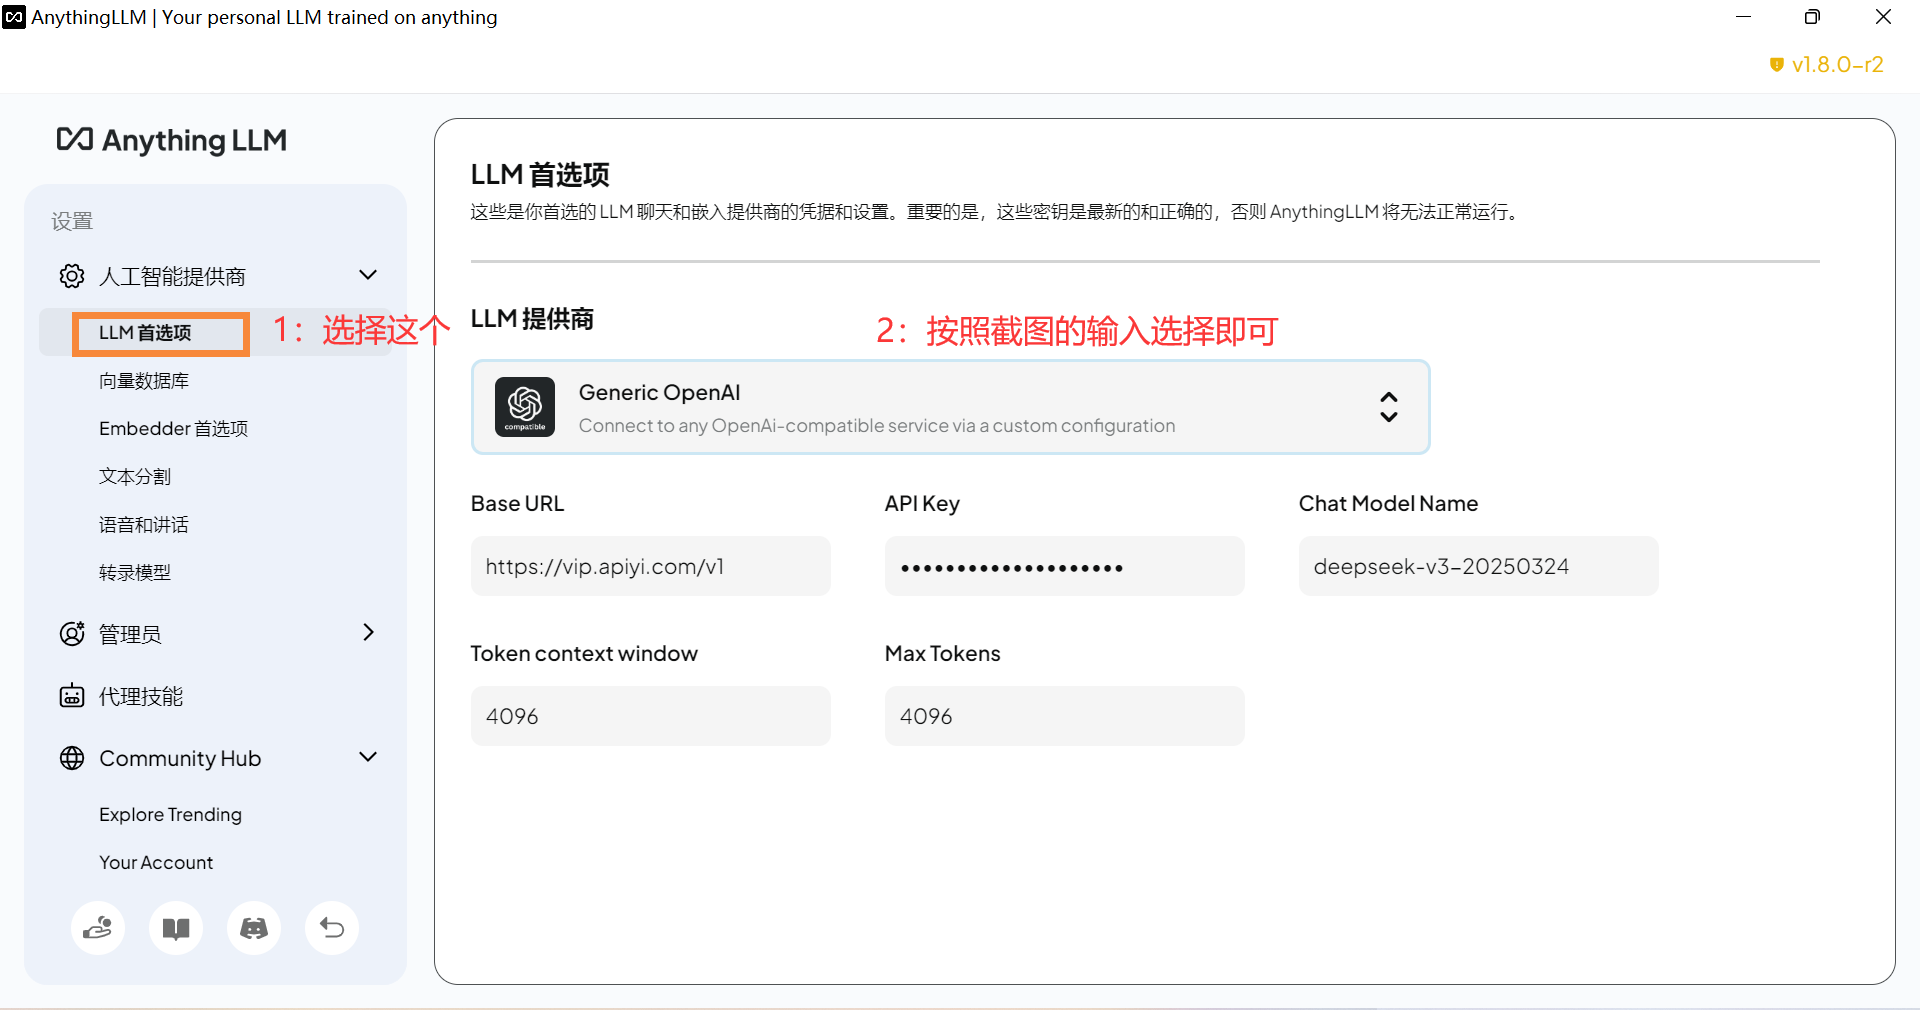 AnythingLLM | Your personal LLM trained on anything
v1.8.0-r2
Anything LLM
设置
人工智能提供商
LLM 首选项
1：选择这个
向量数据库
Embedder 首选项
文本分割
语音和讲话
转录模型
管理员
代理技能
Community Hub
Explore Trending
Your Account
LLM 首选项
这些是你首选的 LLM 聊天和嵌入提供商的凭据和设置。重要的是，这些密钥是最新的和正确的，否则 AnythingLLM 将无法正常运行。
LLM 提供商
2：按照截图的输入选择即可
compatible
Generic OpenAI
Connect to any OpenAi-compatible service via a custom configuration
Base URL
API Key
Chat Model Name
https://vip.apiyi.com/v1
••••••••••••••••••••
deepseek-v3-20250324
Token context window
Max Tokens
4096
4096